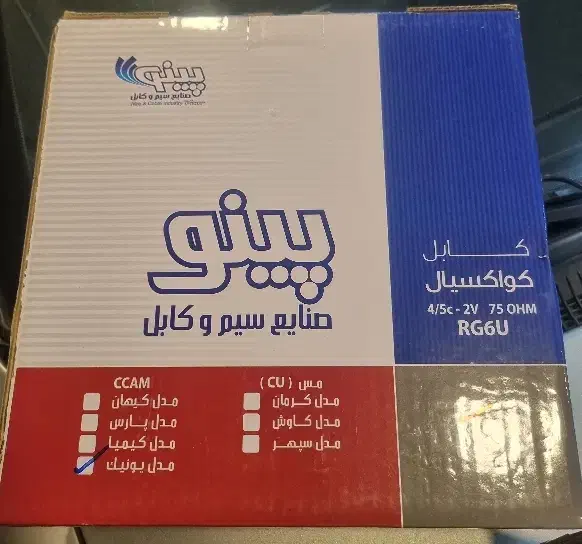 پینو
صنایع سیم و کابل
پینو
صنایع سیم و کابل
کابل
کواکسیال
4/5c - 2V 75 OHM
RG6U
مس ( CU )
مدل کرمان
مدل کاوش
مدل سپهر
CCAM
مدل کیهان
مدل پارس
مدل کیمیا
مدل یونیک